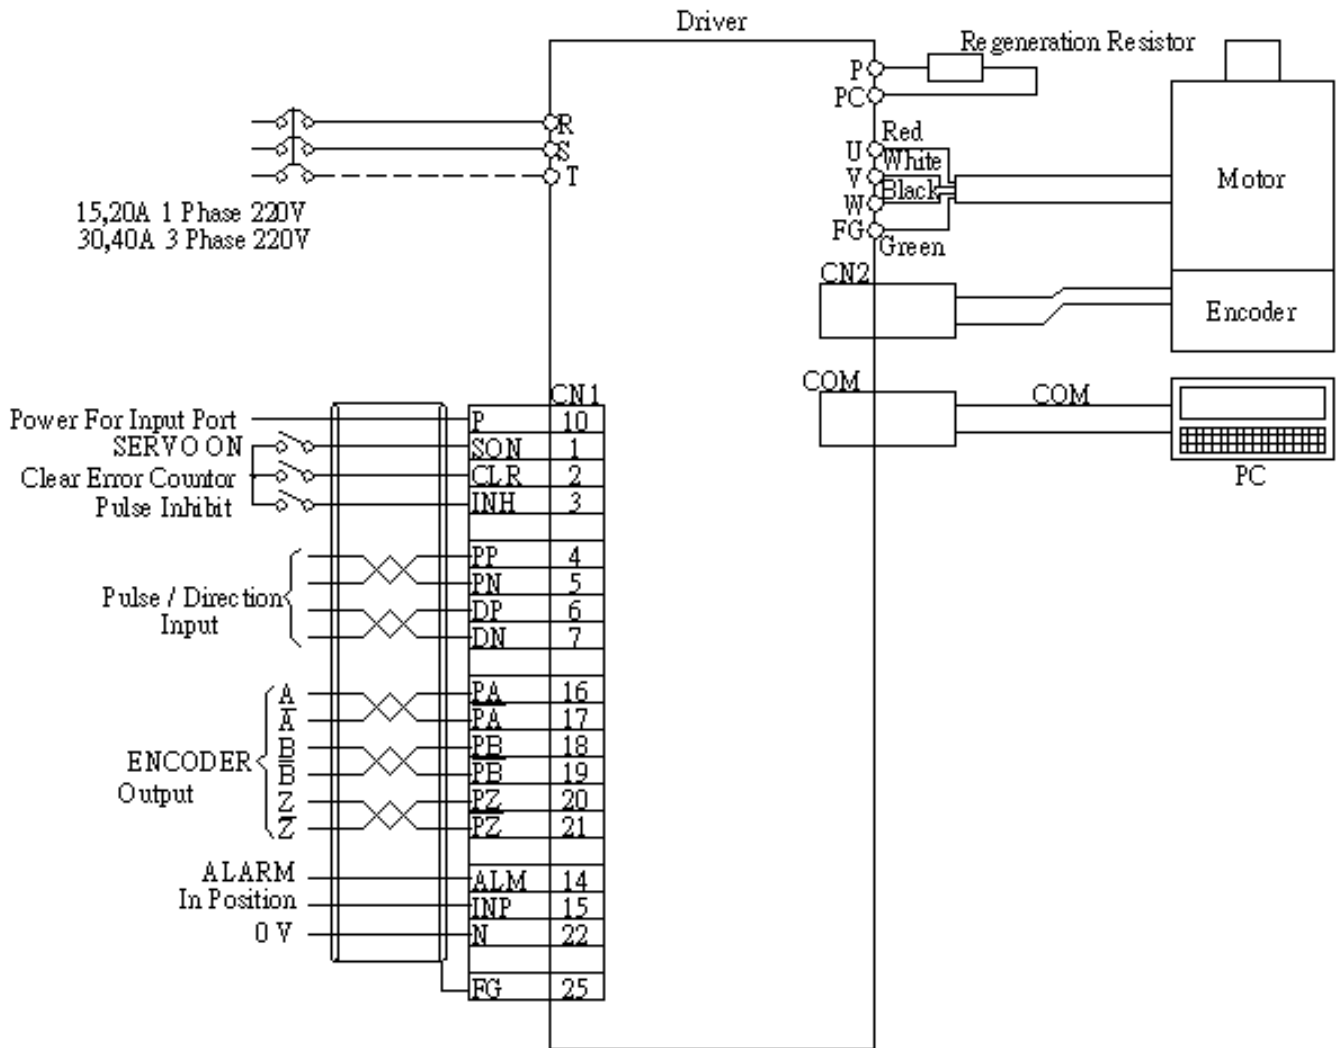 Driver
Regeneration Resistor
P
PC
R
S
T
15,20A 1 Phase 220V
30,40A 3 Phase 220V
U Red
White
V
Black
W
FG
Green
Motor
CN2
Encoder
COM
COM
PC
CN1
Power For Input Port P 10
SERVO ON SON 1
Clear Error Countor CLR 2
Pulse Inhibit INH 3
PP 4
PN 5
Pulse / Direction
Input
DP 6
DN 7
A PA 16
A̅ P̅A̅ 17
B PB 18
ENCODER
Output
B̅ P̅B̅ 19
Z PZ 20
Z̅ P̅Z̅ 21
ALARM ALM 14
In Position INP 15
0 V N 22
FG 25